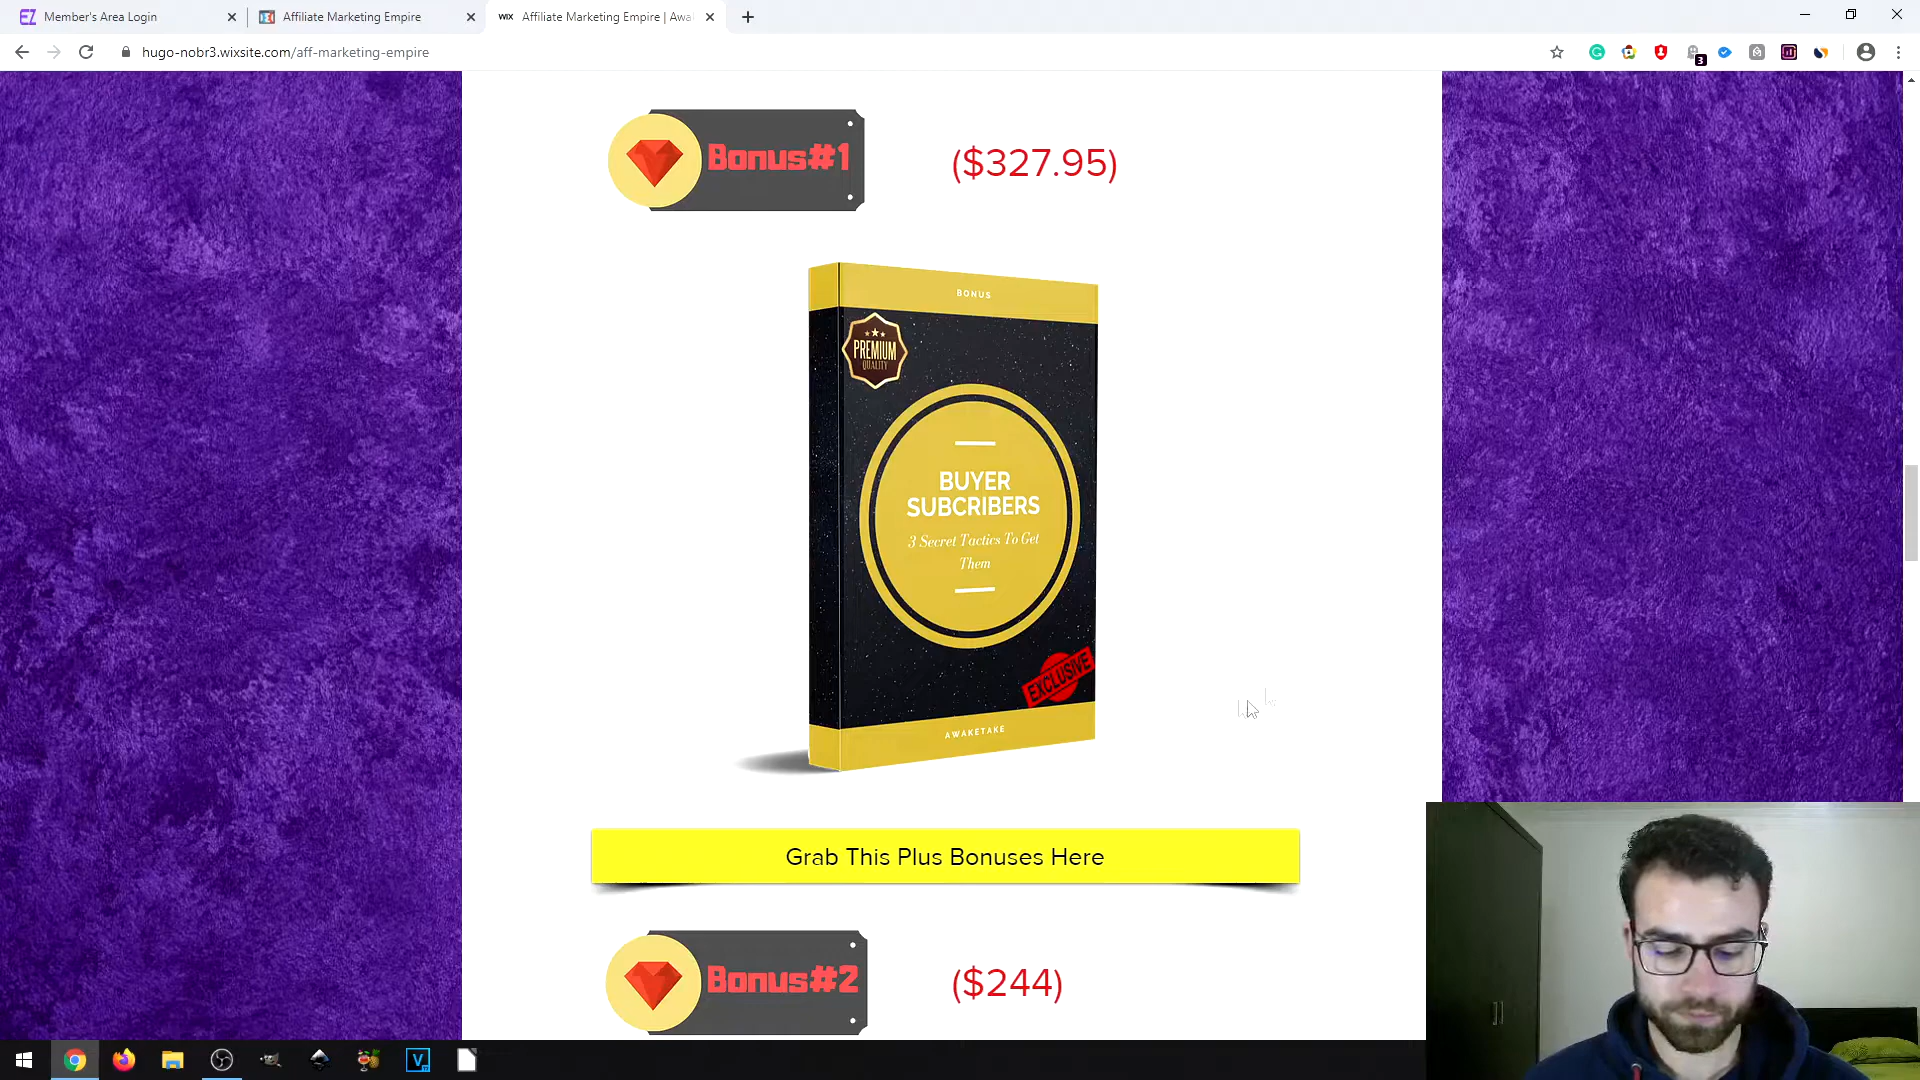 Member's Area Login
Affiliate Marketing Empire
WIX Affiliate Marketing Empire | Awa
hugo-nobr3.wixsite.com/aff-marketing-empire
3
Bonus#1
($327.95)
BONUS
PREMIUM
QUALITY
BUYER
SUBCRIBERS
3 Secret Tactics To Get
Them
EXCLUSIVE
AWAKETAKE
Grab This Plus Bonuses Here
Bonus#2
($244)